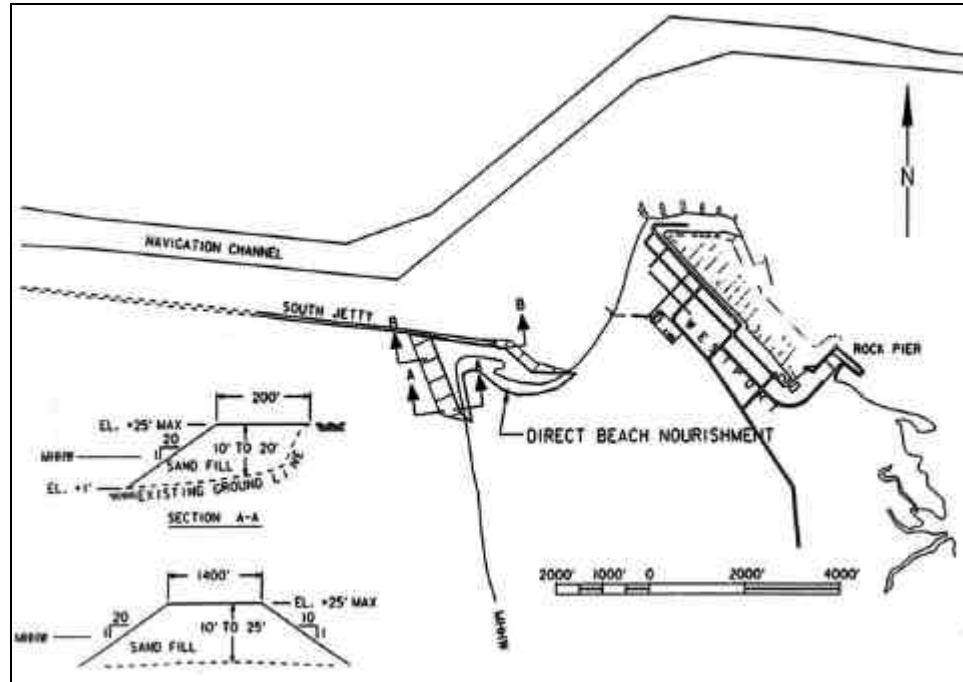 N
NAVIGATION CHANNEL
SOUTH JETTY
B
B
A
A
WESTPORT
ROCK PIER
DIRECT BEACH NOURISHMENT
200'
EL. +25' MAX
20
1
MHHW
10' TO 20'
SAND FILL
EL. +1'
EXISTING GROUND LINE
SECTION A-A
2000' 1000' 0 2000' 4000'
1400'
EL. +25' MAX
20
1
10
1
MHHW
10' TO 25'
SAND FILL
MHHW